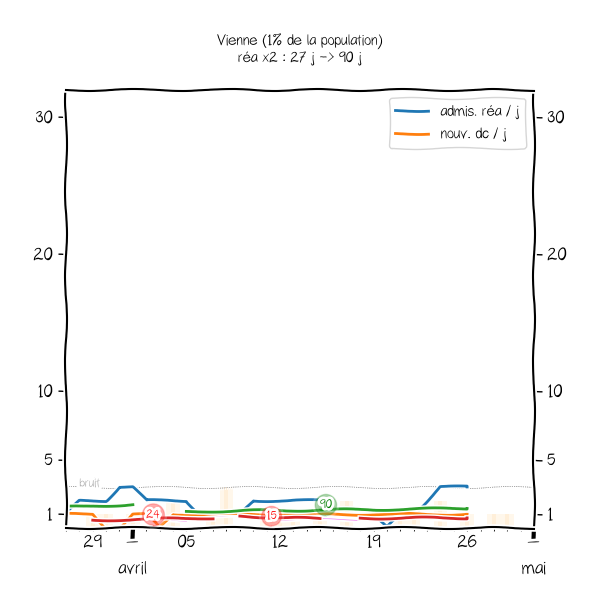 Vienne (1% de la population)
réa x2 : 27 j -> 90 j
admis. réa / j
nouv. dc / j
30
30
20
20
10
10
5
5
bruit
1
1
24
15
90
29
05
12
19
26
avril
mai